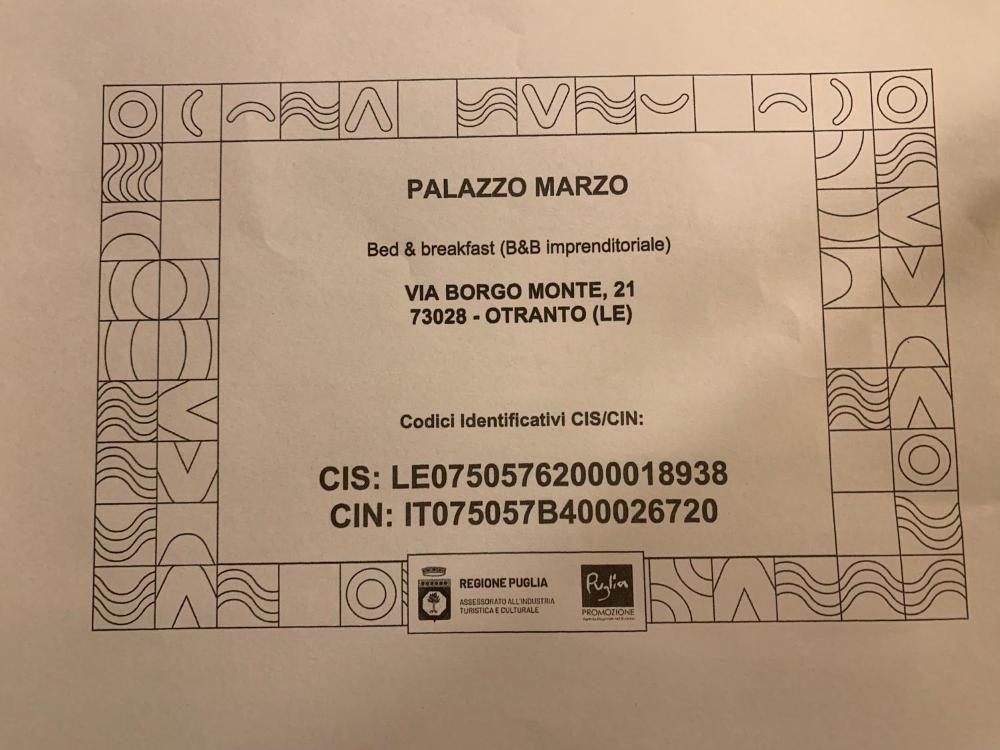 PALAZZO MARZO
Bed & breakfast (B&B imprenditoriale)
VIA BORGO MONTE, 21
73028 - OTRANTO (LE)
Codici Identificativi CIS/CIN:
CIS: LE07505762000018938
CIN: IT075057B400026720
REGIONE PUGLIA
ASSESSORATO ALL'INDUSTRIA
TURISTICA E CULTURALE
Puglia
PROMOZIONE